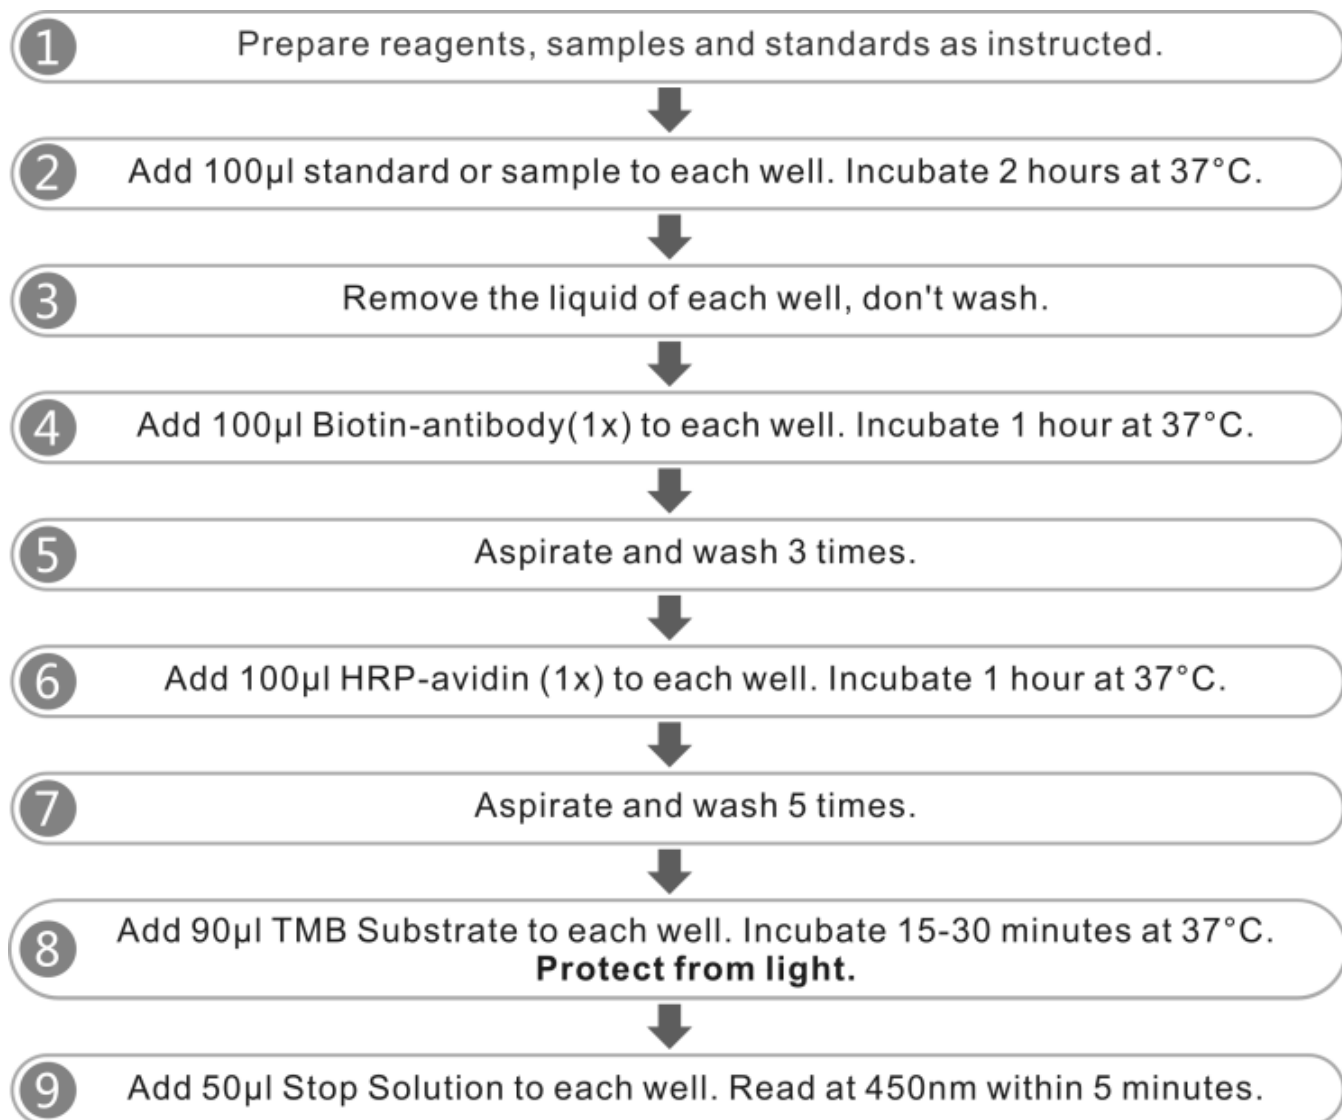 1 Prepare reagents, samples and standards as instructed.
2 Add 100µl standard or sample to each well. Incubate 2 hours at 37°C.
3 Remove the liquid of each well, don't wash.
4 Add 100µl Biotin-antibody(1x) to each well. Incubate 1 hour at 37°C.
5 Aspirate and wash 3 times.
6 Add 100µl HRP-avidin (1x) to each well. Incubate 1 hour at 37°C.
7 Aspirate and wash 5 times.
8 Add 90µl TMB Substrate to each well. Incubate 15-30 minutes at 37°C.
Protect from light.
9 Add 50µl Stop Solution to each well. Read at 450nm within 5 minutes.